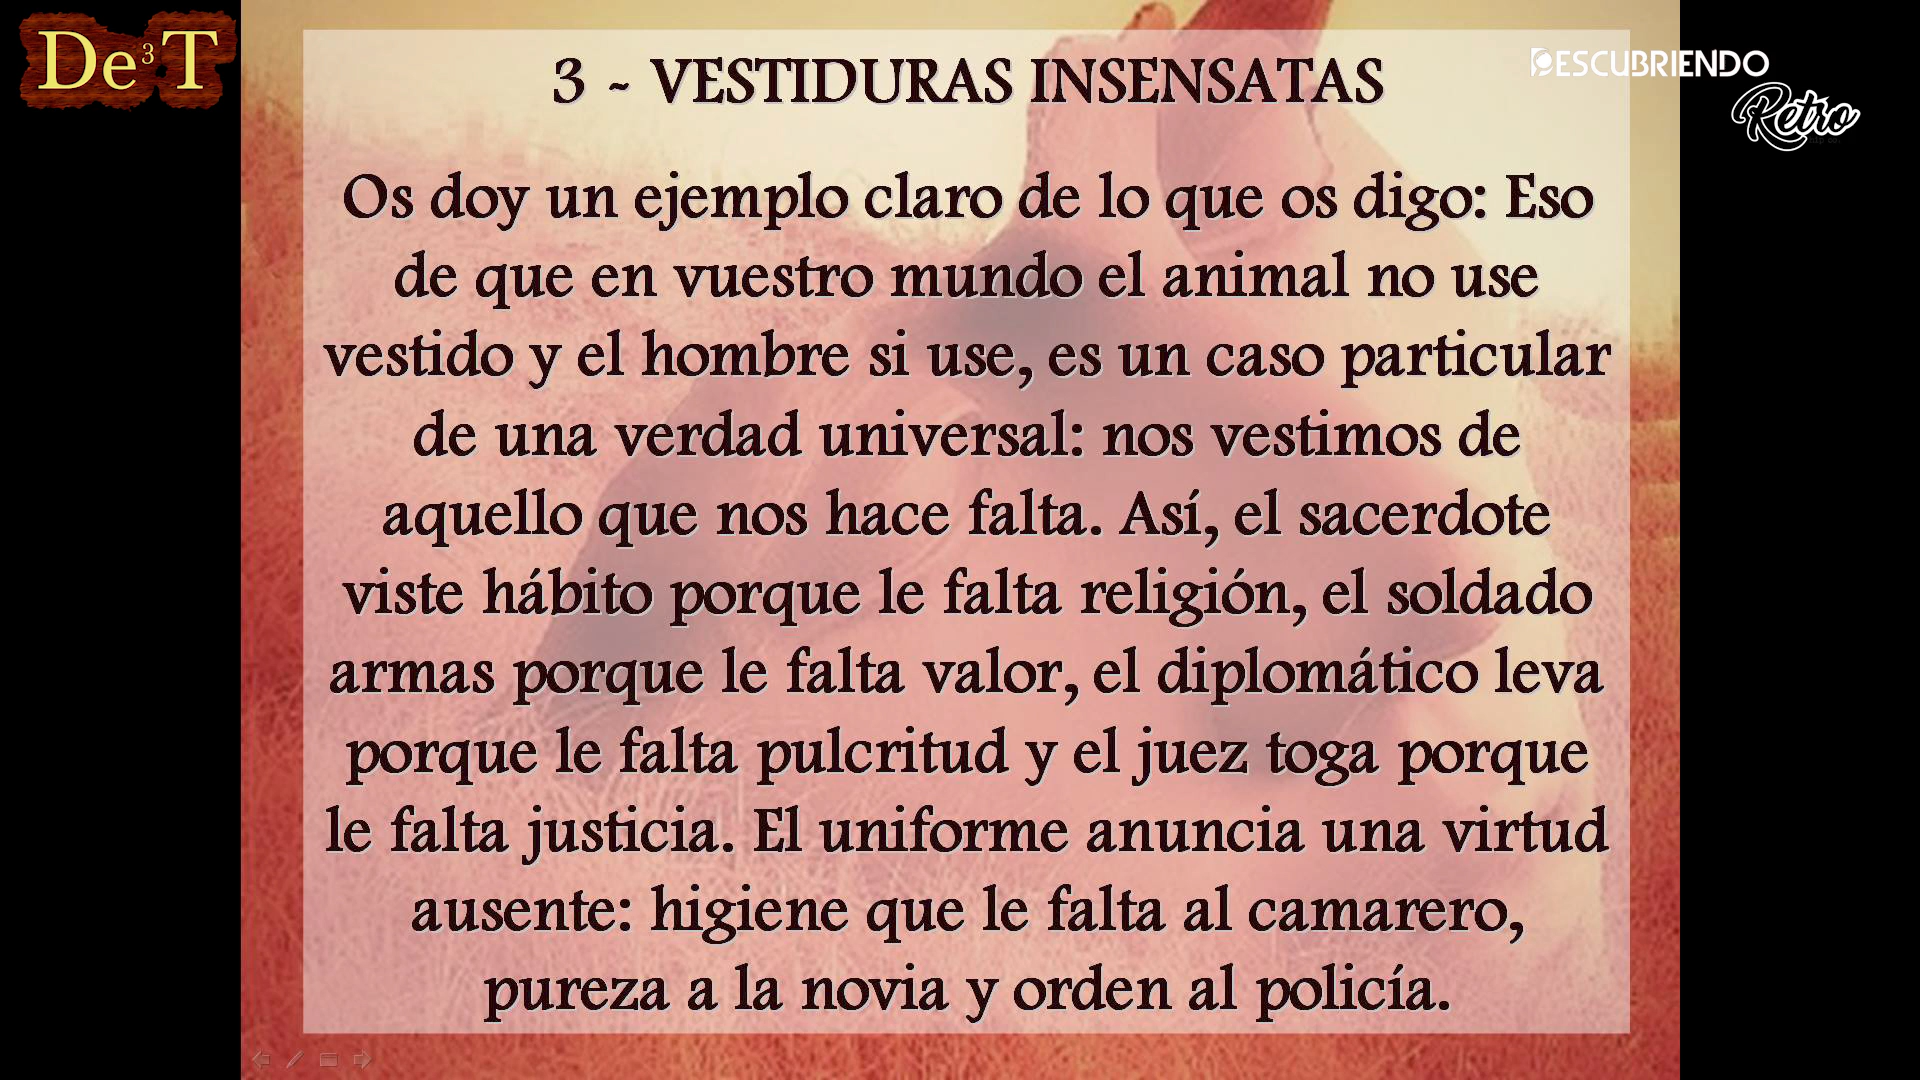 De³T
DESCUBRIENDO
Retro
3 ~ VESTIDURAS INSENSATAS
Os doy un ejemplo claro de lo que os digo: Eso
de que en vuestro mundo el animal no use
vestido y el hombre si use, es un caso particular
de una verdad universal: nos vestimos de
aquello que nos hace falta. Así, el sacerdote
viste hábito porque le falta religión, el soldado
armas porque le falta valor, el diplomático leva
porque le falta pulcritud y el juez toga porque
le falta justicia. El uniforme anuncia una virtud
ausente: higiene que le falta al camarero,
pureza a la novia y orden al policía.